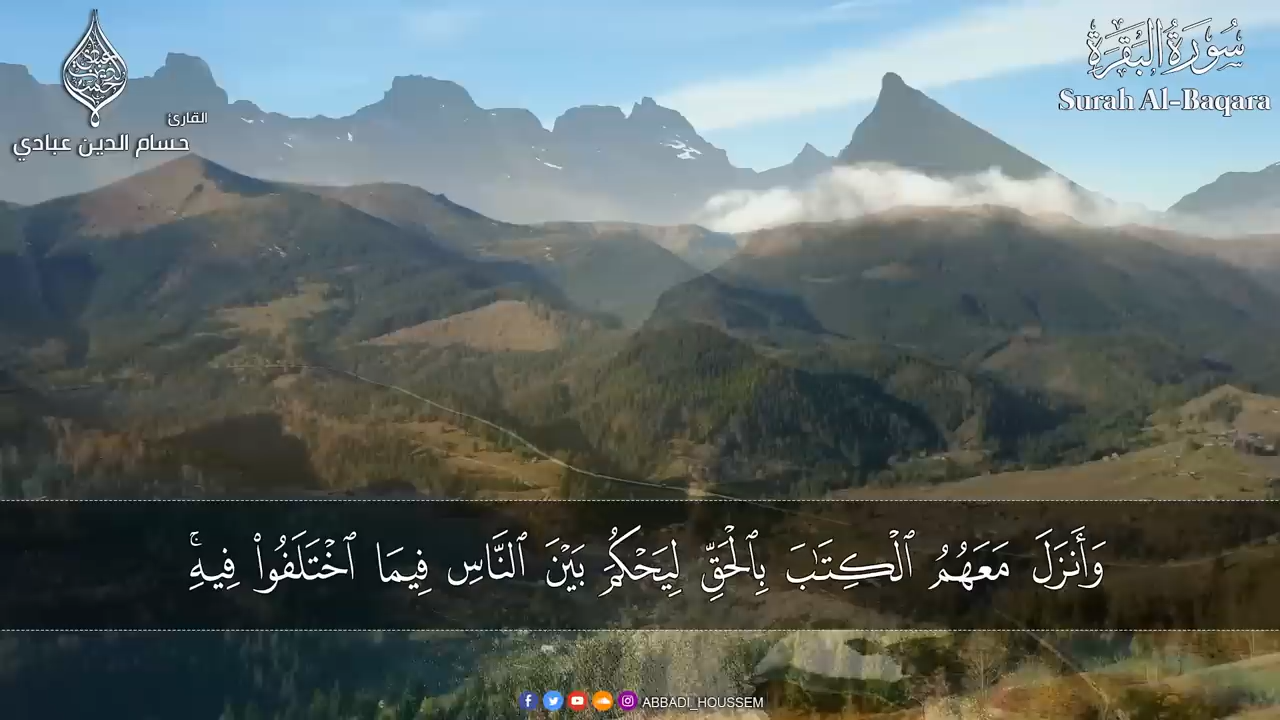 سُورَةُ البَقَرَةِ
Surah Al-Baqara
القارئ
حسام الدين عبادي
وَأَنزَلَ مَعَهُمُ ٱلْكِتَـٰبَ بِٱلْحَقِّ لِيَحْكُمَ بَيْنَ ٱلنَّاسِ فِيمَا ٱخْتَلَفُوا۟ فِيهِ ۚ
ABBADI_HOUSSEM